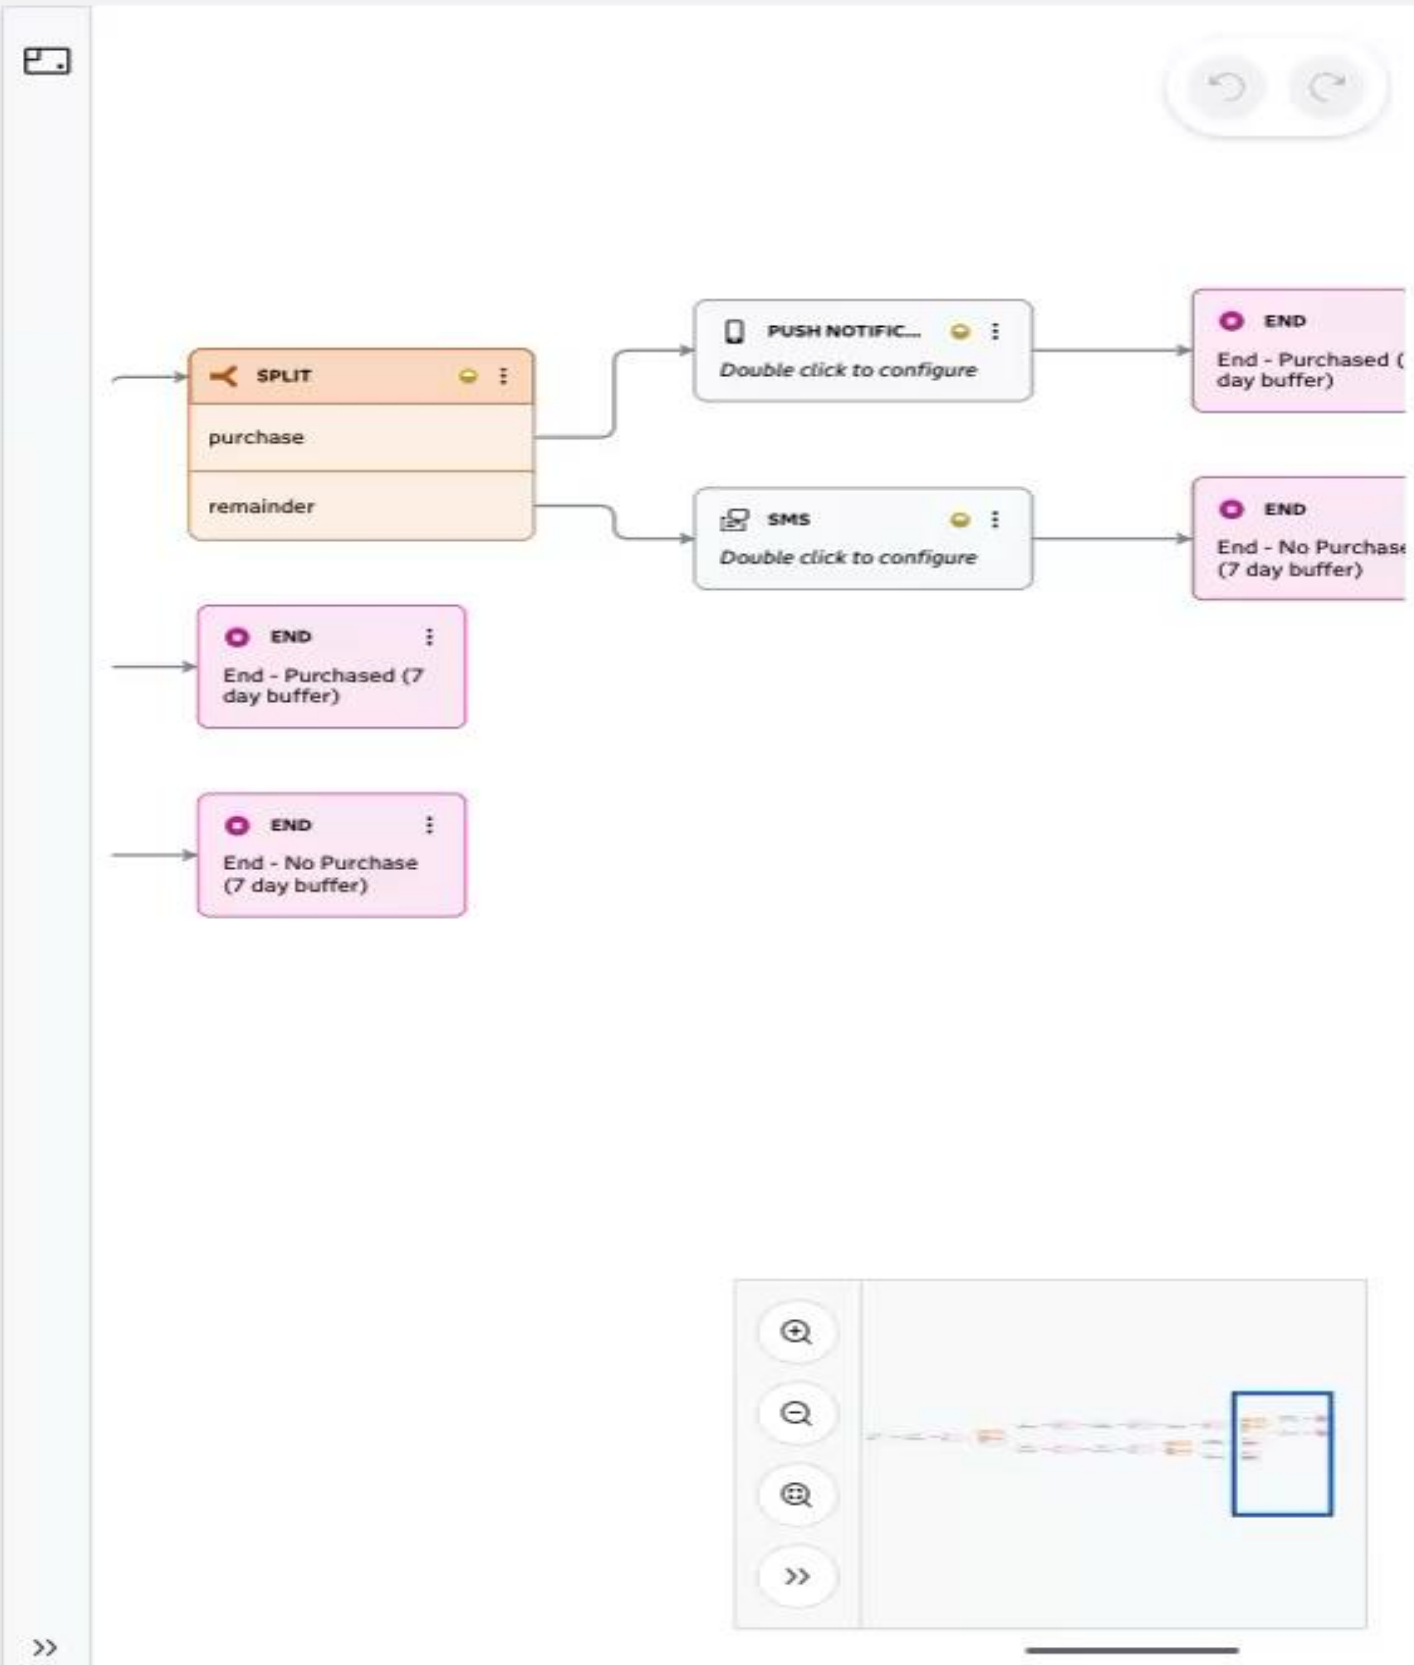 SPLIT
purchase
remainder
PUSH NOTIFIC...
Double click to configure
END
End - Purchased (
day buffer)
SMS
Double click to configure
END
End - No Purchase
(7 day buffer)
END
End - Purchased (7
day buffer)
END
End - No Purchase
(7 day buffer)